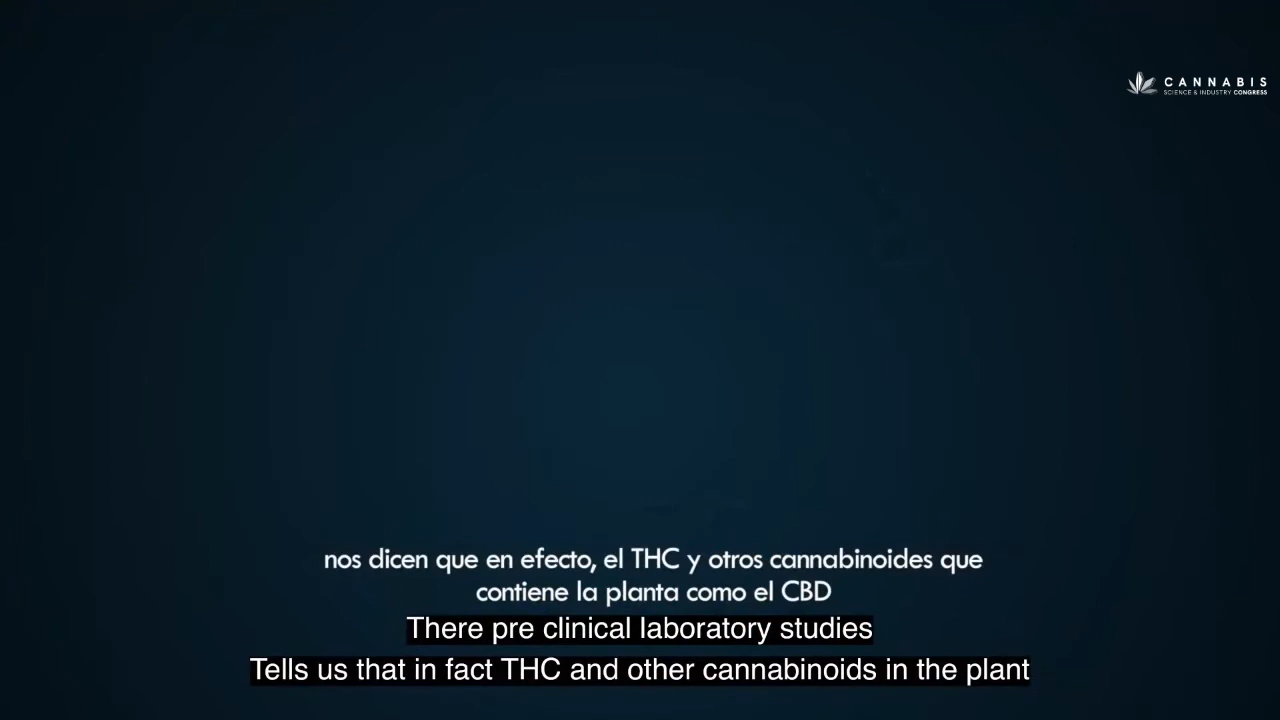 CANNABIS
SCIENCE & INDUSTRY CONGRESS
nos dicen que en efecto, el THC y otros cannabinoides que
contiene la planta como el CBD
There pre clinical laboratory studies
Tells us that in fact THC and other cannabinoids in the plant